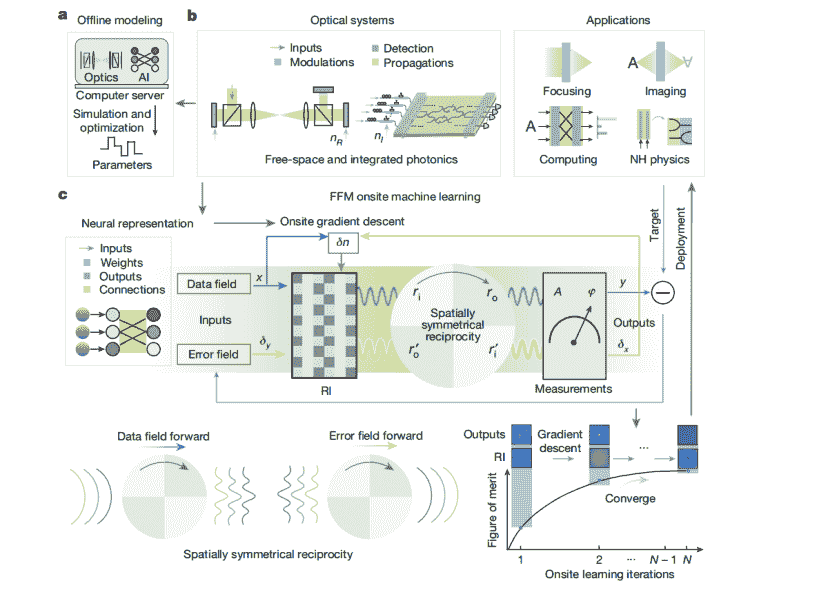 a Offline modeling
Optics AI
Computer server
Simulation and
optimization
Parameters
b Optical systems
Inputs
Modulations
Detection
Propagations
n_R
n_I
Free-space and integrated photonics
Applications
Focusing
A A
Imaging
A
Computing
NH physics
c FFM onsite machine learning
Neural representation
Onsite gradient descent
Target
Deployment
Inputs
Weights
Outputs
Connections
δn
Data field
x
Inputs
Error field
δ_y
RI
r_i r_o
Spatially
symmetrical
reciprocity
r′_o r′_i
A φ
Measurements
y
−
Outputs
δ_x
Data field forward
Error field forward
Spatially symmetrical reciprocity
Outputs
RI
Gradient
descent
...
Figure of merit
Converge
1 2 ... N − 1 N
Onsite learning iterations